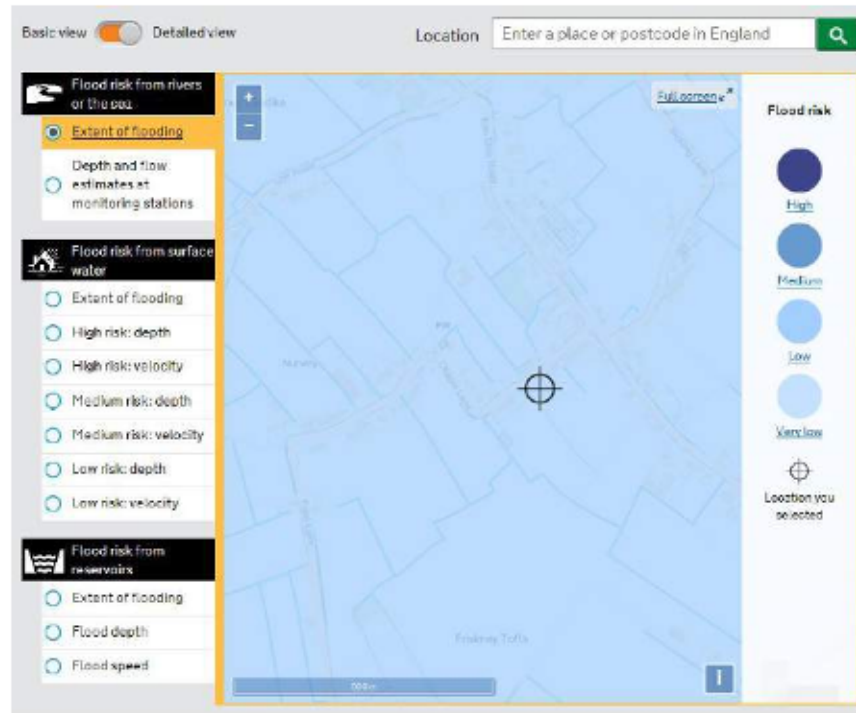 Basic view
Detailed view
Location
Enter a place or postcode in England
Flood risk from rivers
or the sea
Extent of flooding
Depth and flow
estimates at
monitoring stations
Flood risk from surface
water
Extent of flooding
High risk: depth
High risk: velocity
Medium risk: depth
Medium risk: velocity
Low risk: depth
Low risk: velocity
Flood risk from
reservoirs
Extent of flooding
Flood depth
Flood speed
+
−
Full screen
Nursery
Friskney Tofts
500m
i
Flood risk
High
Medium
Low
Very low
Location you
selected